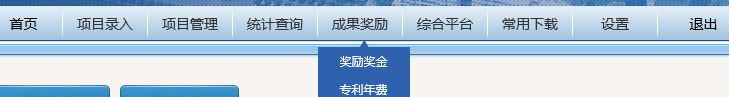 首页 项目录入 项目管理 统计查询 成果奖励 综合平台 常用下载 设置 退出
奖励奖金
专利年费